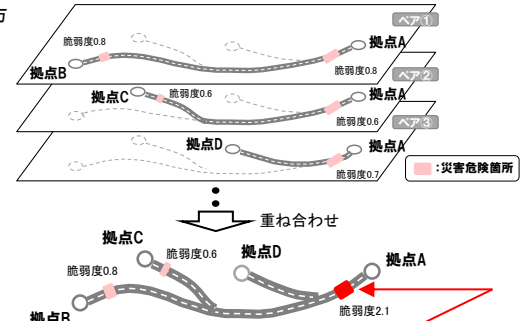 方
ペア①
脆弱度0.8
拠点A
拠点B
脆弱度0.8
ペア2
拠点C
脆弱度0.6
拠点A
脆弱度0.6
ペア③
拠点D
拠点A
脆弱度0.7
:災害危険箇所
重ね合わせ
拠点C
拠点D
脆弱度0.6
拠点A
脆弱度0.8
脆弱度2.1
拠点B